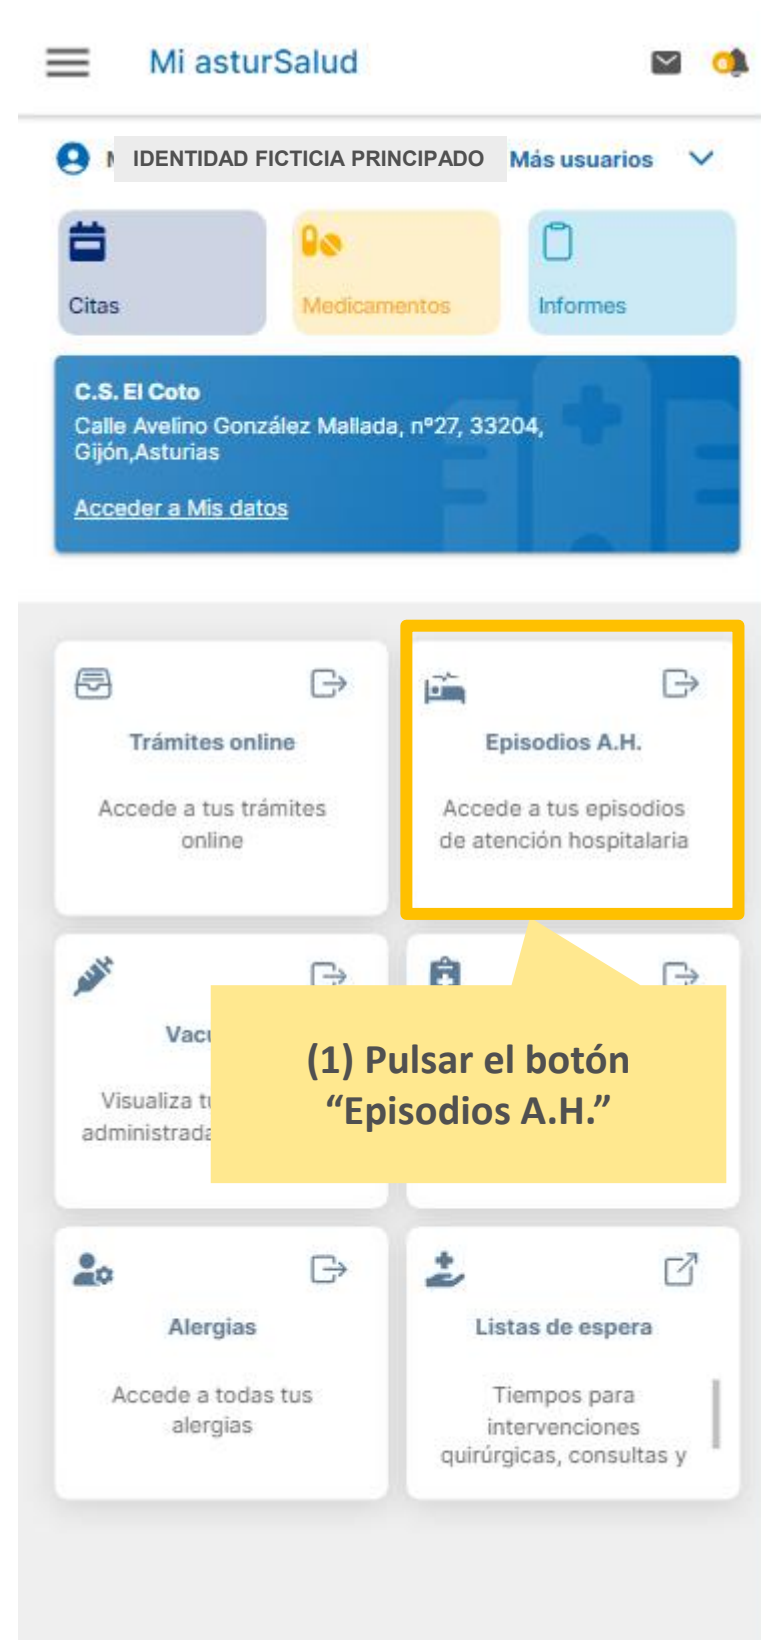 Mi asturSalud
IDENTIDAD FICTICIA PRINCIPADO
Más usuarios
Citas
Medicamentos
Informes
C.S. El Coto
Calle Avelino González Mallada, nº27, 33204,
Gijón,Asturias
Acceder a Mis datos
Trámites online
Accede a tus trámites
online
Episodios A.H.
Accede a tus episodios
de atención hospitalaria
Visualiza
(1) Pulsar el botón
“Episodios A.H.”
Alergias
Accede a todas tus
alergias
Listas de espera
Tiempos para
intervenciones
quirúrgicas, consultas y